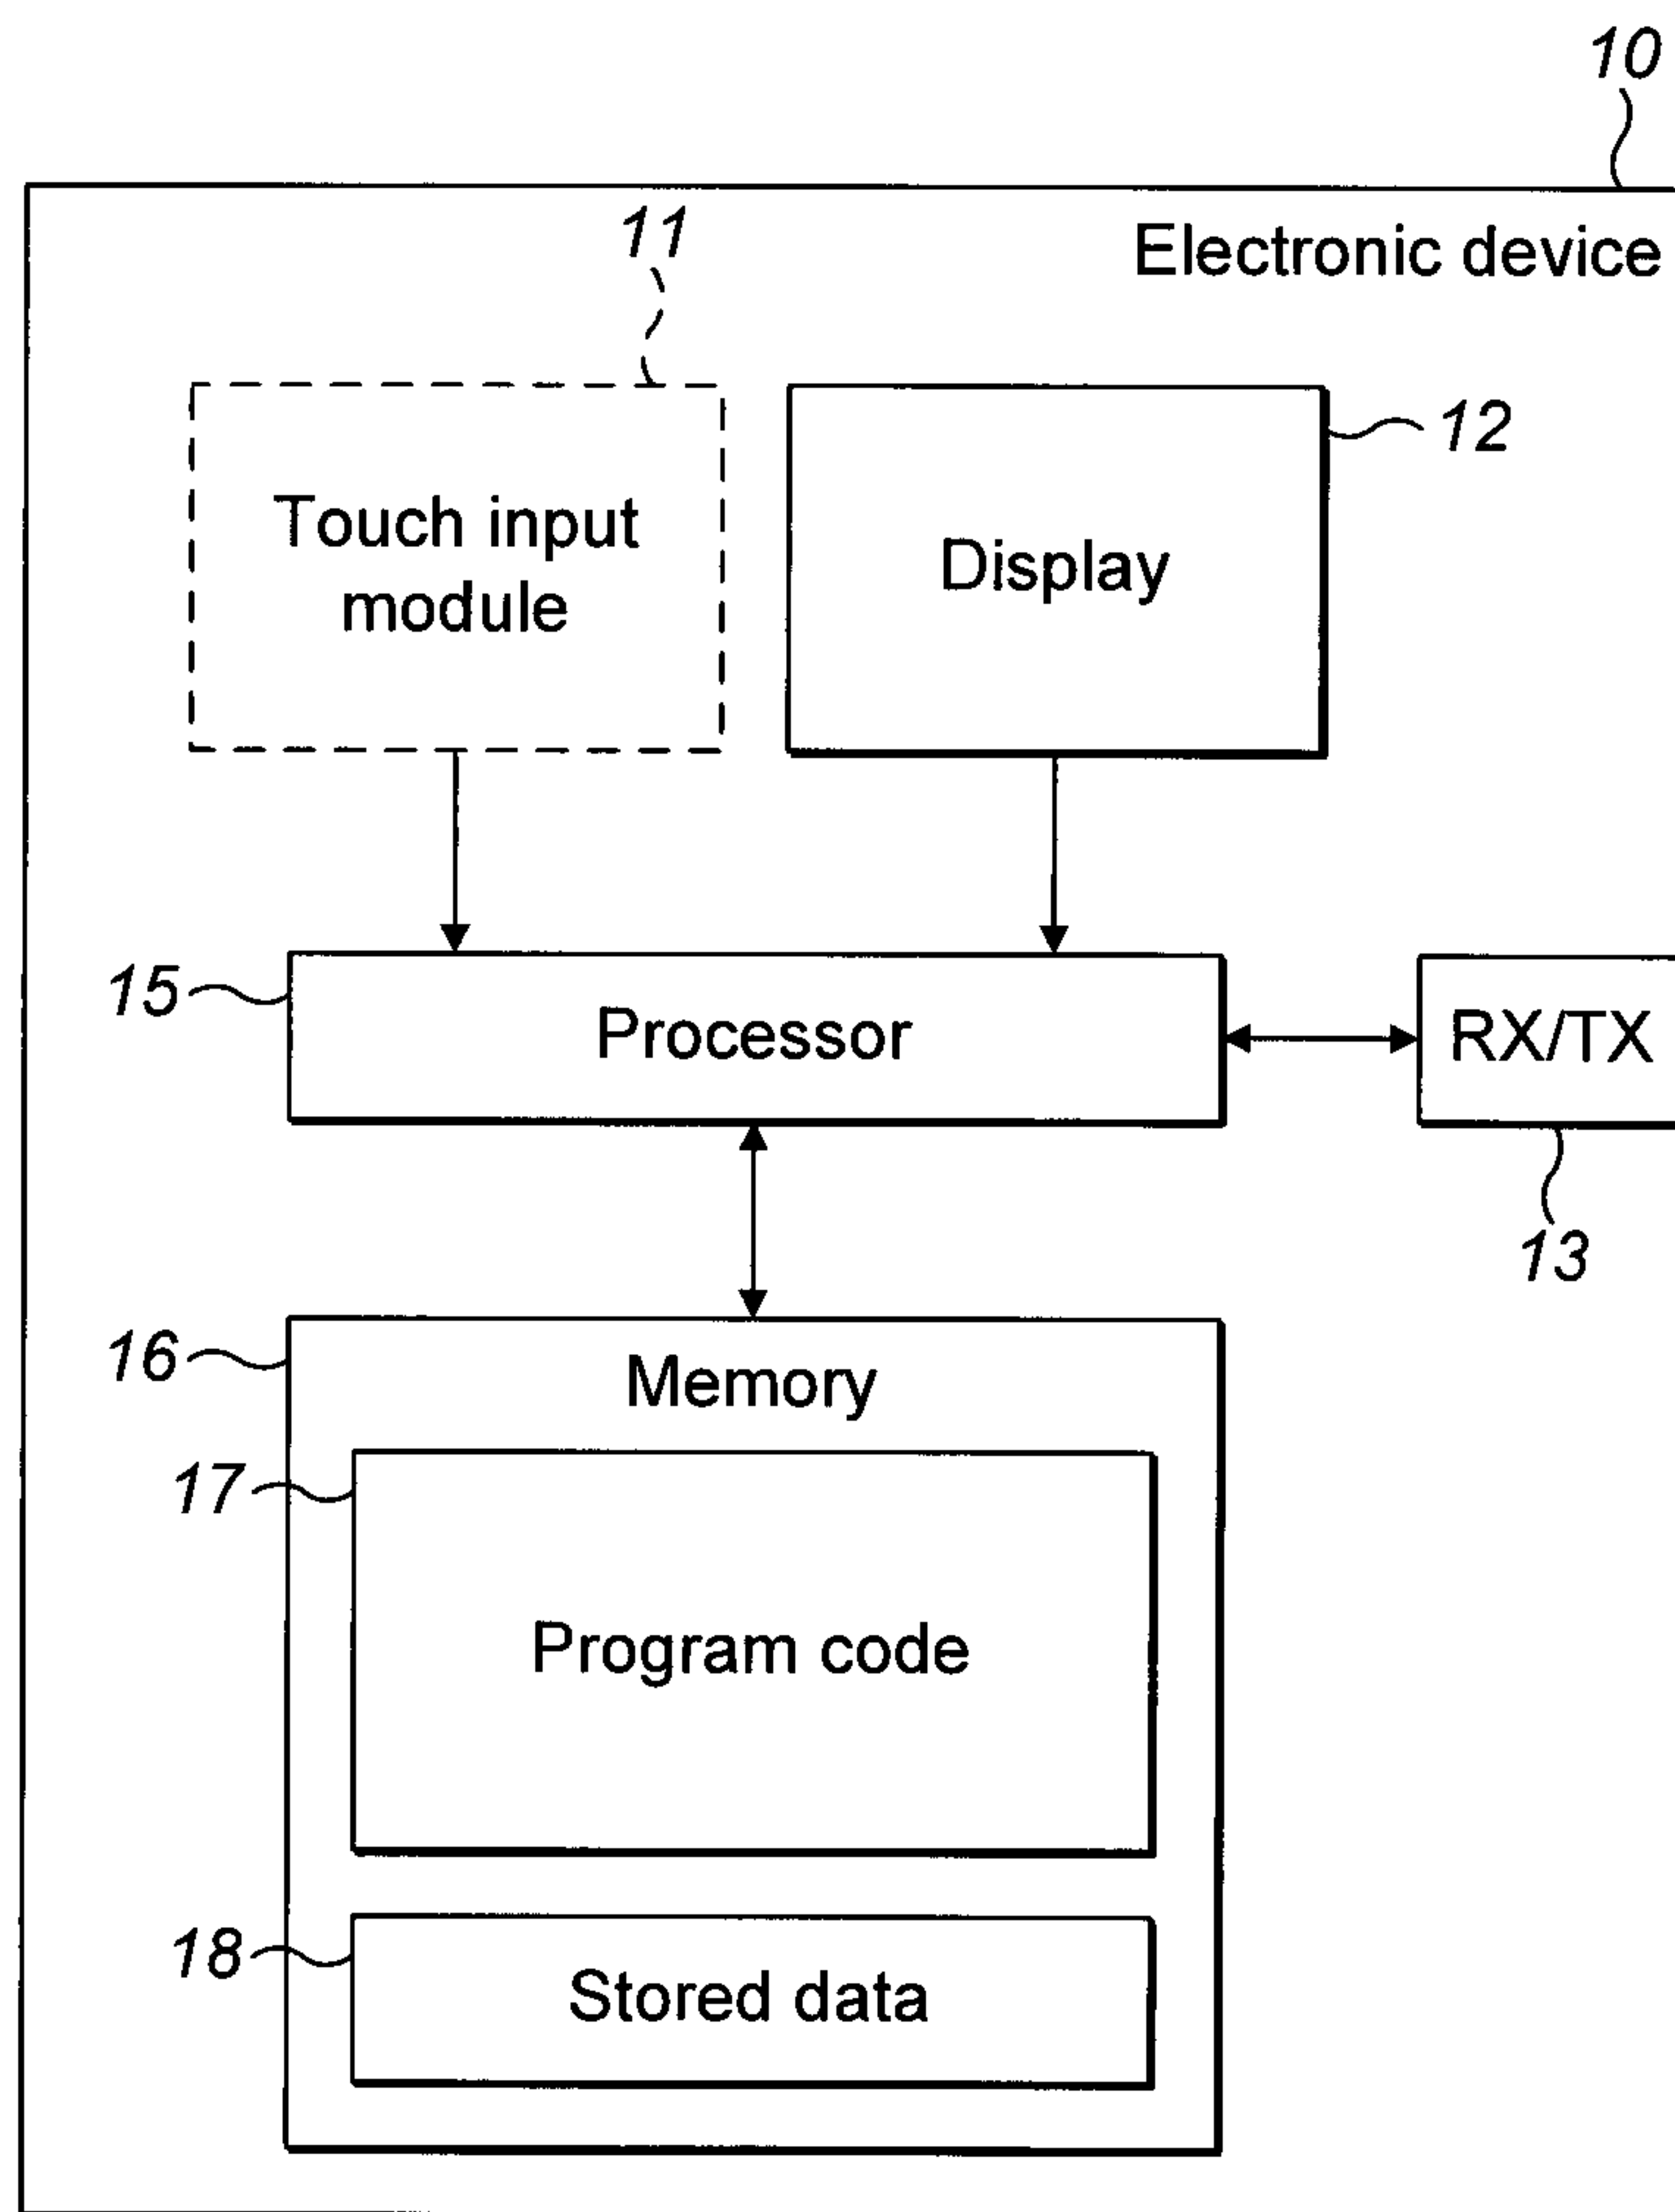 10
Electronic device
11
12
Touch input
module
Display
15
Processor
RX/TX
13
16
Memory
17
Program code
18
Stored data